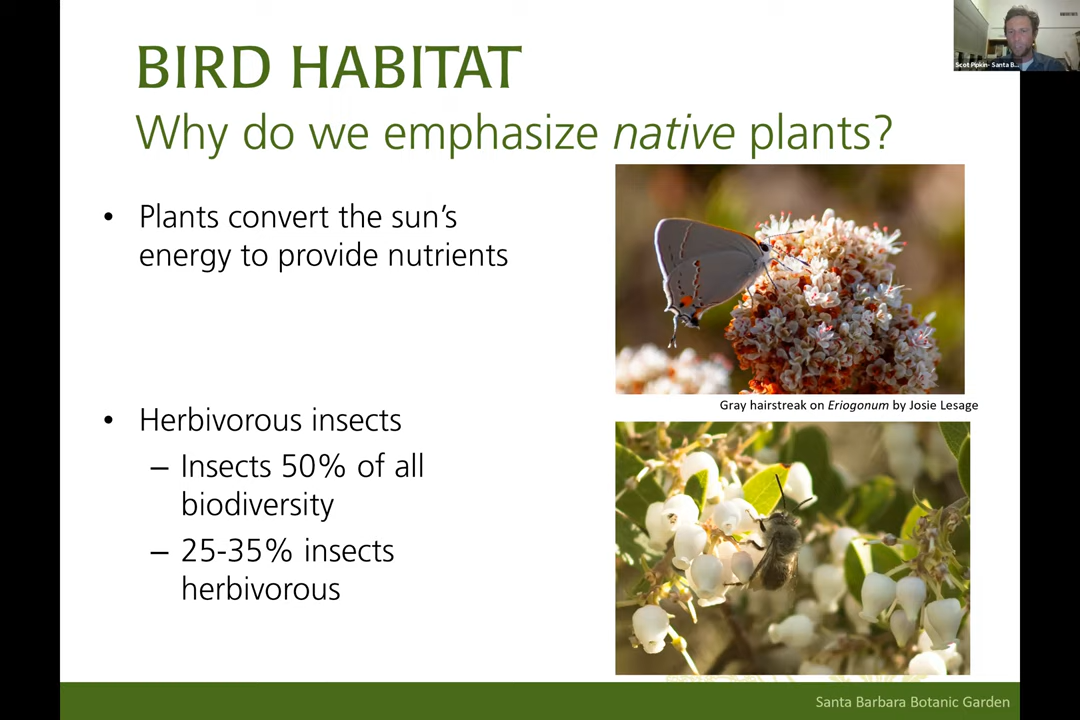 Scot Pipkin- Santa B...
BIRD HABITAT
Why do we emphasize native plants?
• Plants convert the sun's
energy to provide nutrients
Gray hairstreak on Eriogonum by Josie Lesage
• Herbivorous insects
– Insects 50% of all
biodiversity
– 25-35% insects
herbivorous
Santa Barbara Botanic Garden